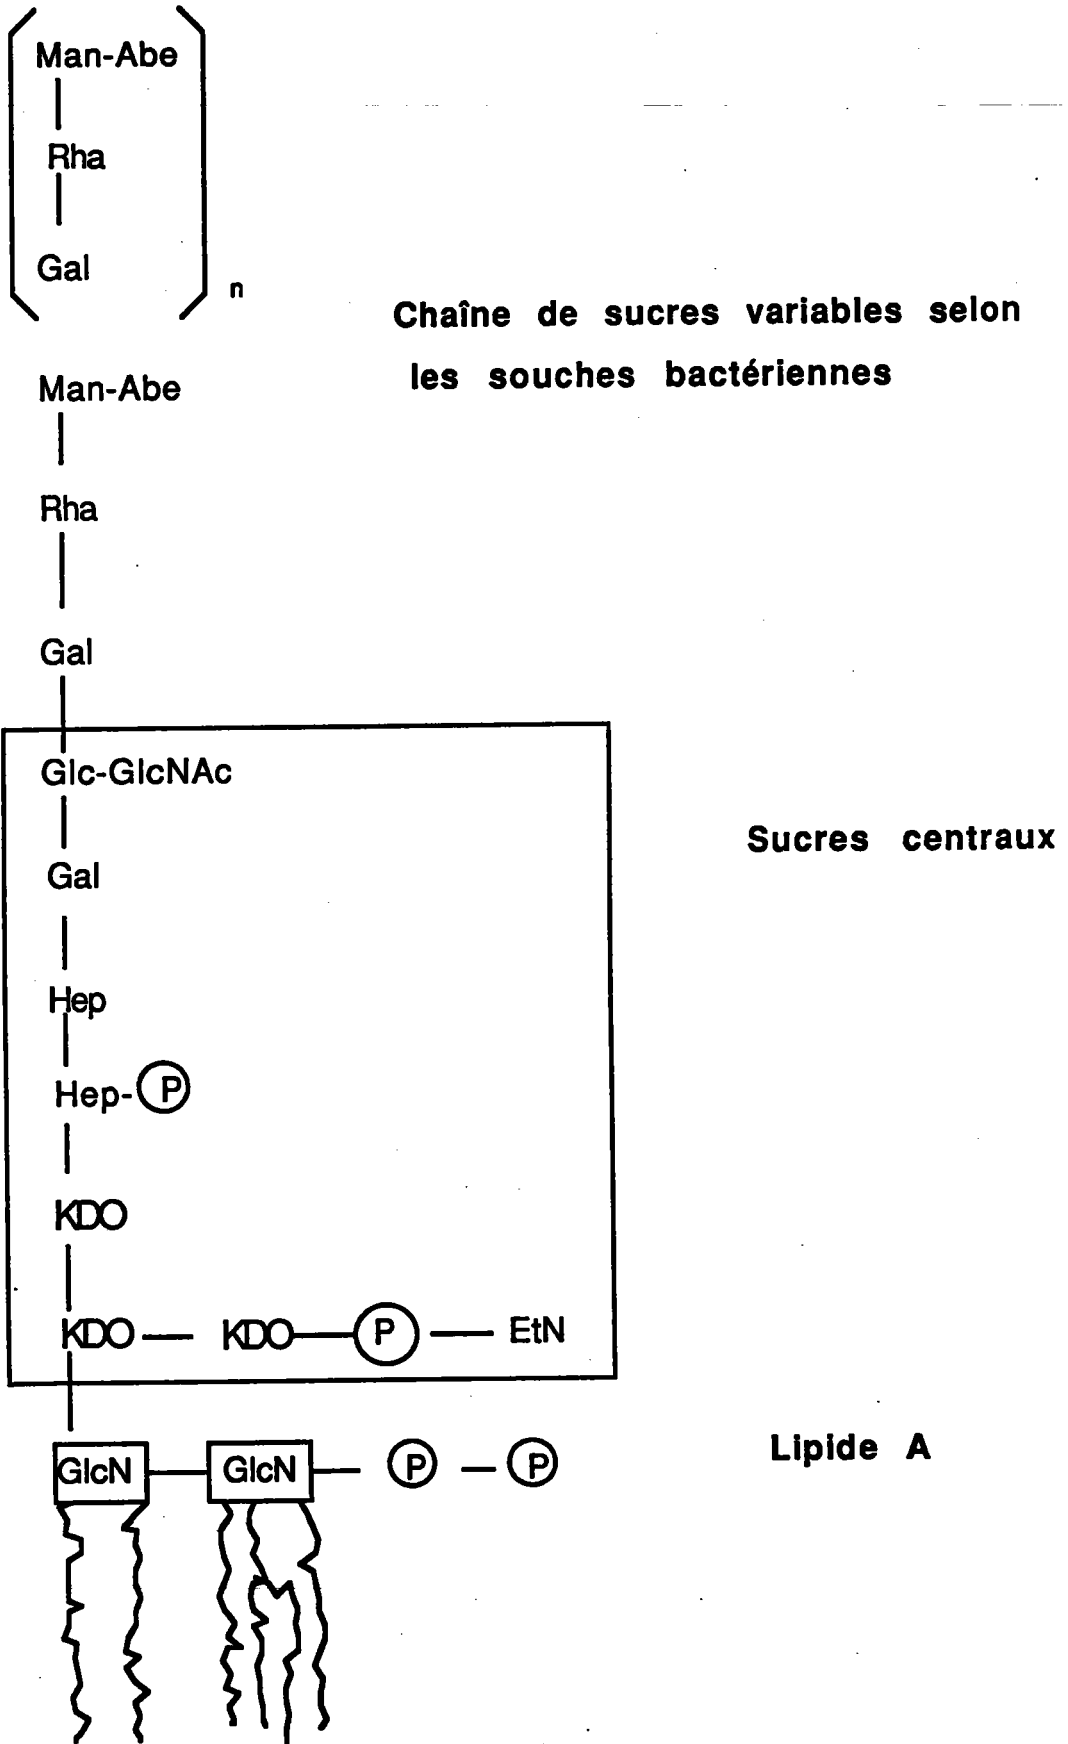 Man-Abe
Rha
Gal
n
Chaîne de sucres variables selon
les souches bactériennes
Man-Abe
Rha
Gal
Glc-GlcNAc
Sucres centraux
Gal
Hep
Hep- P
KDO
KDO — KDO — P — EtN
Lipide A
GlcN — GlcN — P — P